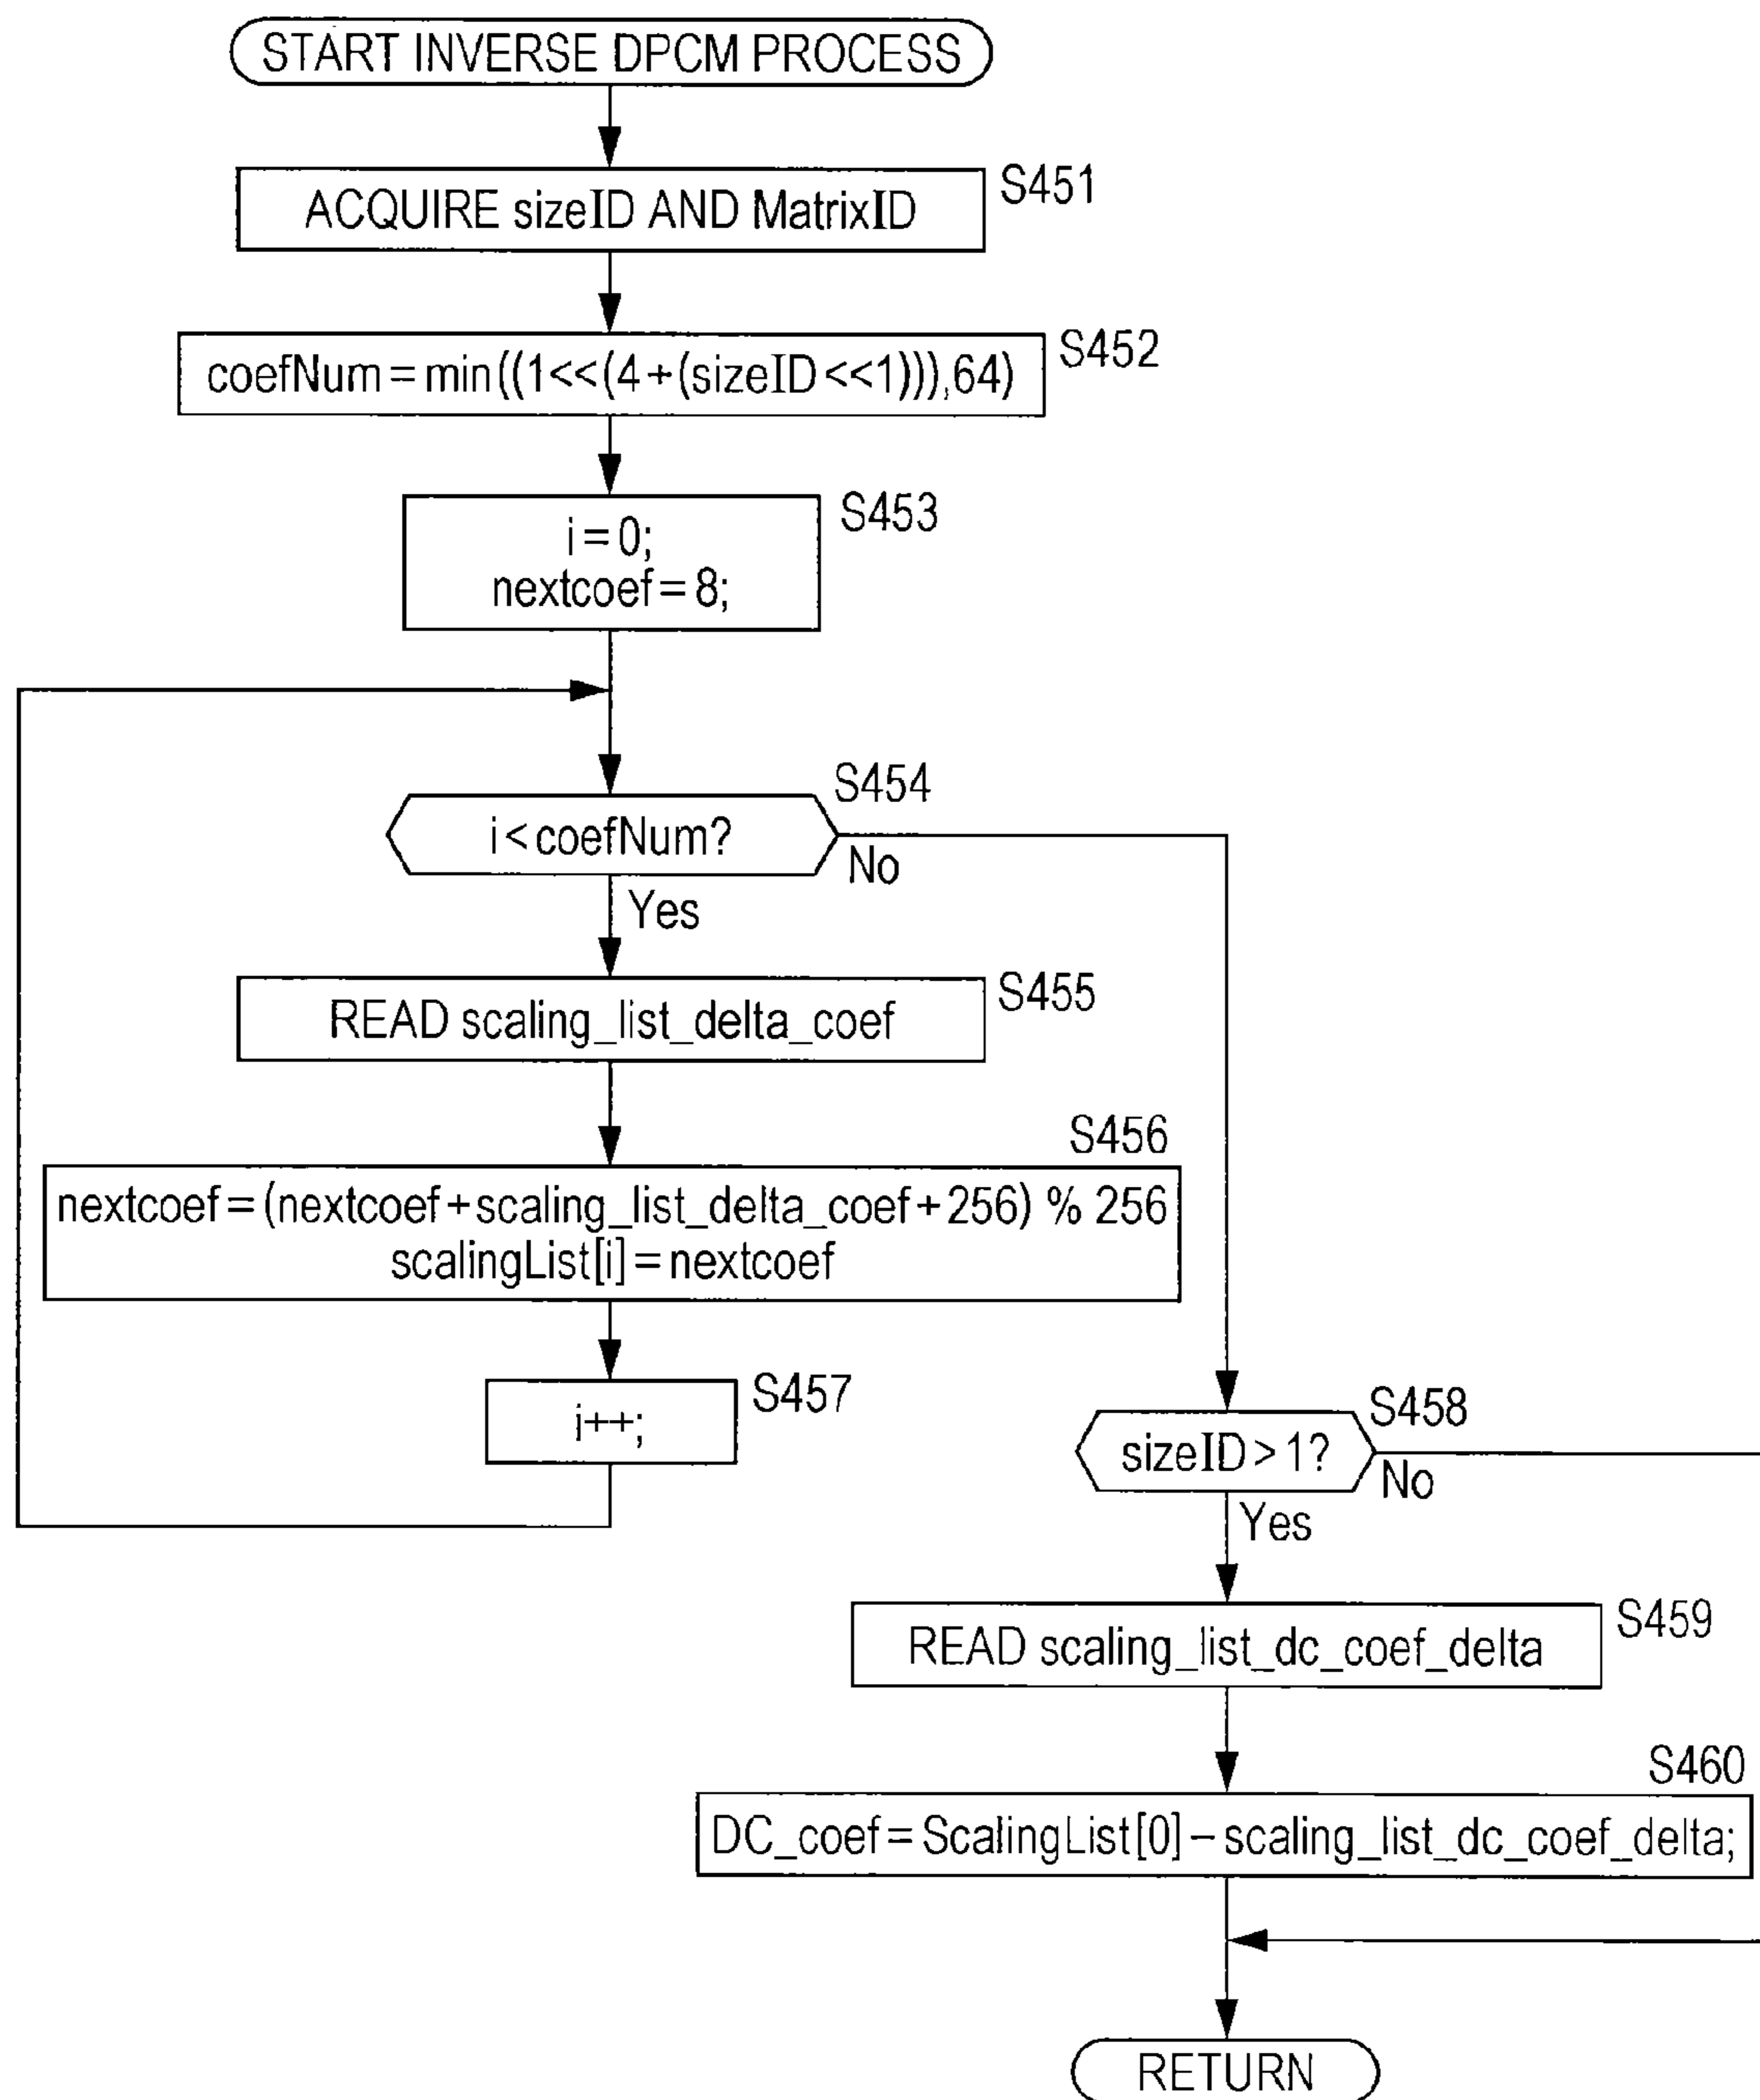 START INVERSE DPCM PROCESS
S451
ACQUIRE sizeID AND MatrixID
S452
coefNum=min((1<<(4+(sizeID<<1))),64)
S453
i=0;
nextcoef=8;
S454
i<coefNum?
No
Yes
S455
READ scaling_list_delta_coef
S456
nextcoef=(nextcoef+scaling_list_delta_coef+256) % 256
scalingList[i]=nextcoef
S457
i++;
S458
sizeID>1?
No
Yes
S459
READ scaling_list_dc_coef_delta
S460
DC_coef=ScalingList[0]–scaling_list_dc_coef_delta;
RETURN